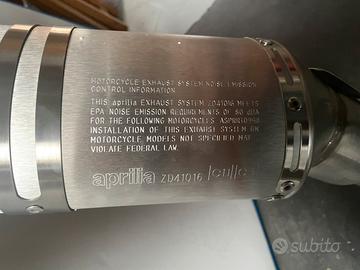 MOTORCYCLE EXHAUST SYSTEM NOISE EMISSION
CONTROL INFORMATION
THIS aprilia EXHAUST SYSTEM ZD41016 MEETS
EPA NOISE EMISSION REQUIREMENTS OF 80 dBA
FOR THE FOLLOWING MOTORCYCLES
INSTALLATION OF THIS EXHAUST SYSTEM ON
MOTORCYCLE MODELS NOT SPECIFIED MAY
VIOLATE FEDERAL LAW.
aprilia ZD41016
subito